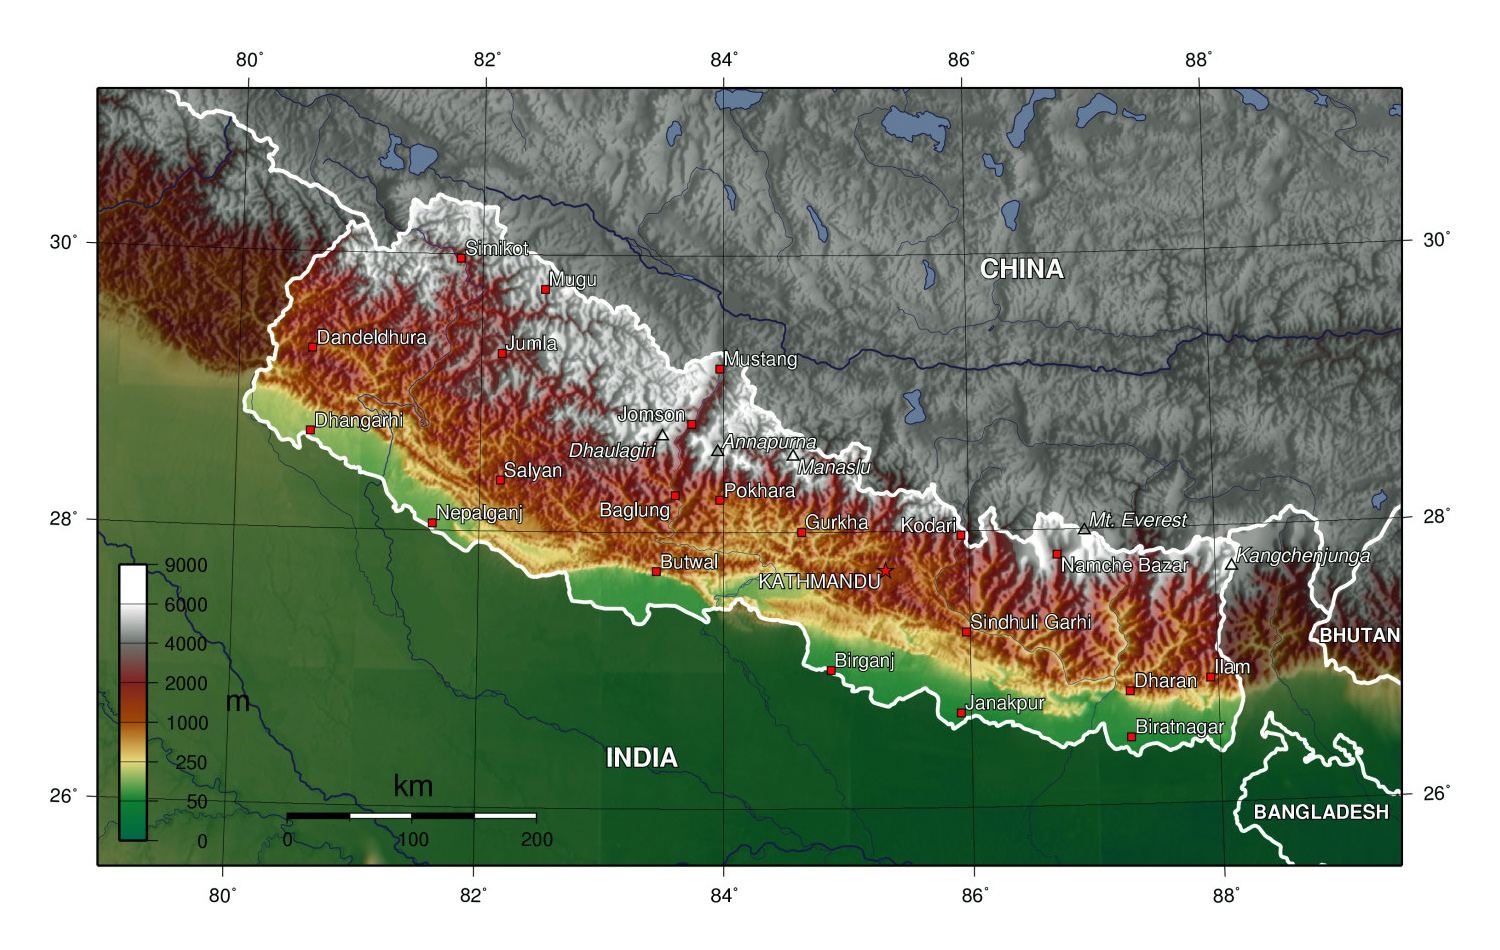 80° 82° 84° 86° 88°
30° 30°
CHINA
Simikot
Mugu
Dandeldhura
Jumla
Mustang
Jomson
Dhangarhi
Dhaulagiri
Annapurna
Manaslu
Salyan
Pokhara
Baglung
Nepalganj
28° 28°
Gurkha
Kodari
Mt. Everest
Kangchenjunga
Namche Bazar
Butwal
KATHMANDU
Sindhuli Garhi
BHUTAN
Birganj
Ilam
Dharan
Janakpur
Biratnagar
INDIA
BANGLADESH
26° 26°
9000
6000
4000
2000
m
1000
250
50
0
km
0 100 200
80° 82° 84° 86° 88°